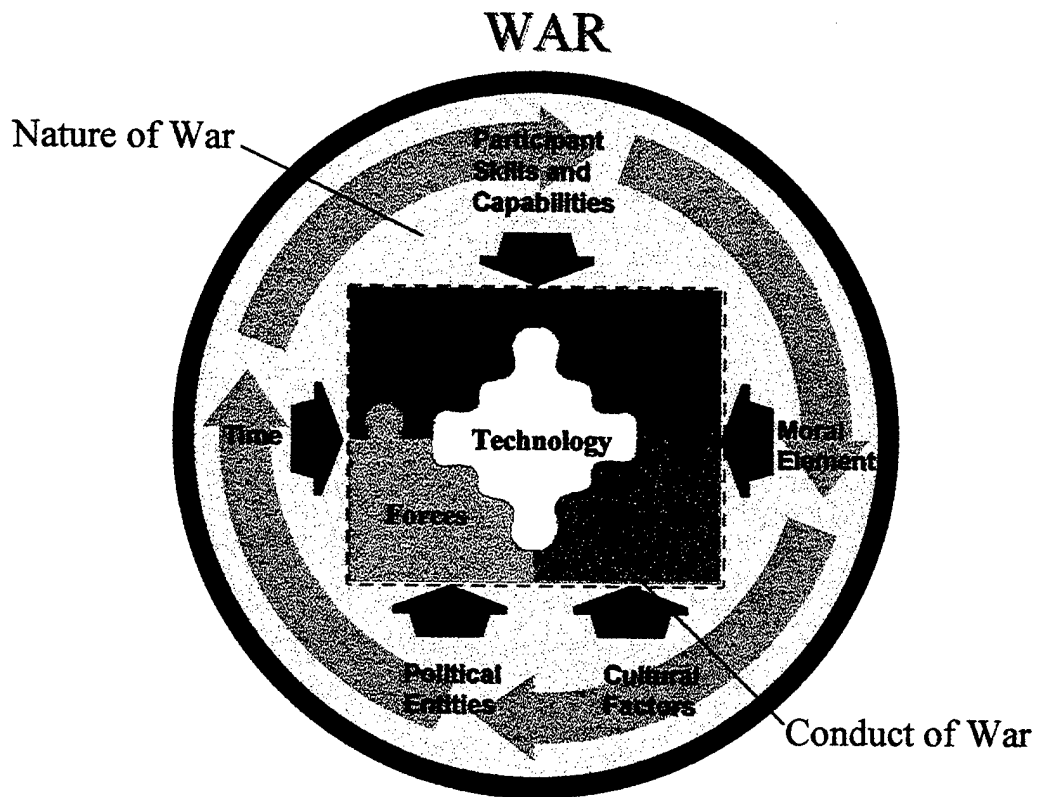 WAR
Nature of War
Participant
Skills and
Capabilities
Time
Technology
Moral
Element
Forces
Political
Entities
Cultural
Factors
Conduct of War